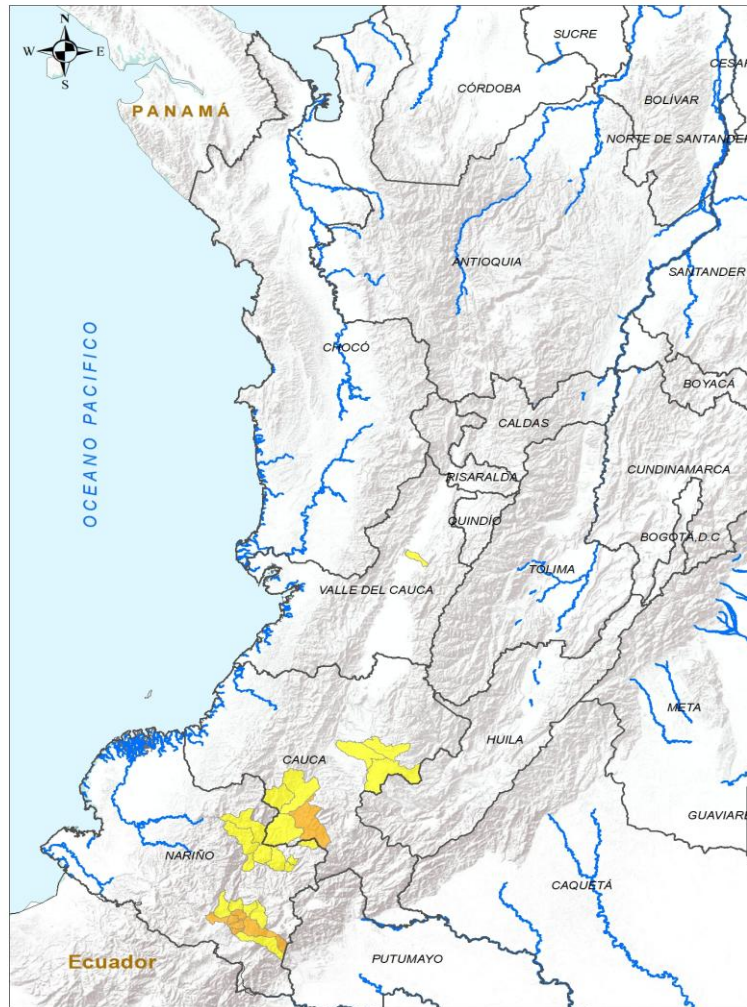 N
W E
S
SUCRE
CESAR
CÓRDOBA
BOLÍVAR
PANAMÁ
NORTE DE SANTANDER
ANTIOQUIA
SANTANDER
OCEANO PACIFICO
CHOCÓ
BOYACÁ
CALDAS
CUNDINAMARCA
RISARALDA
QUINDÍO
BOGOTÁ,D.C
TOLIMA
VALLE DEL CAUCA
META
HUILA
CAUCA
GUAVIARE
NARIÑO
CAQUETÁ
Ecuador
PUTUMAYO